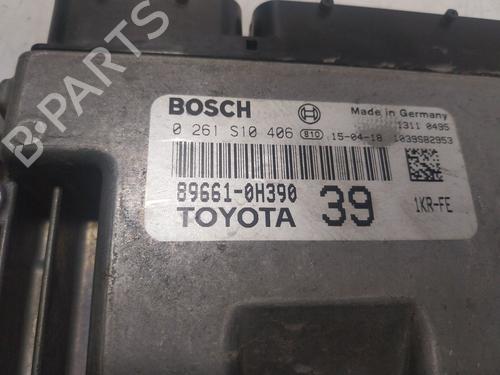 BOSCH
Made in Germany
1311 0495
0 261 S10 406 B10 15-04-18 1039S82953
89661-0H390
TOYOTA 39 1KR-FE